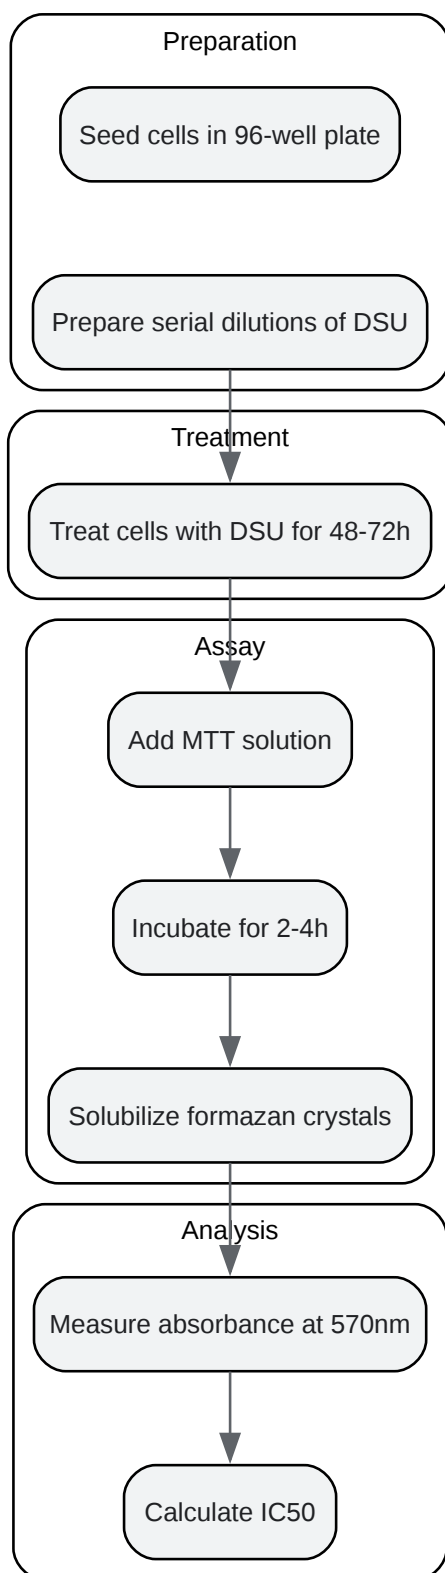 Preparation
Seed cells in 96-well plate
Prepare serial dilutions of DSU
Treatment
Treat cells with DSU for 48-72h
Assay
Add MTT solution
Incubate for 2-4h
Solubilize formazan crystals
Analysis
Measure absorbance at 570nm
Calculate IC50